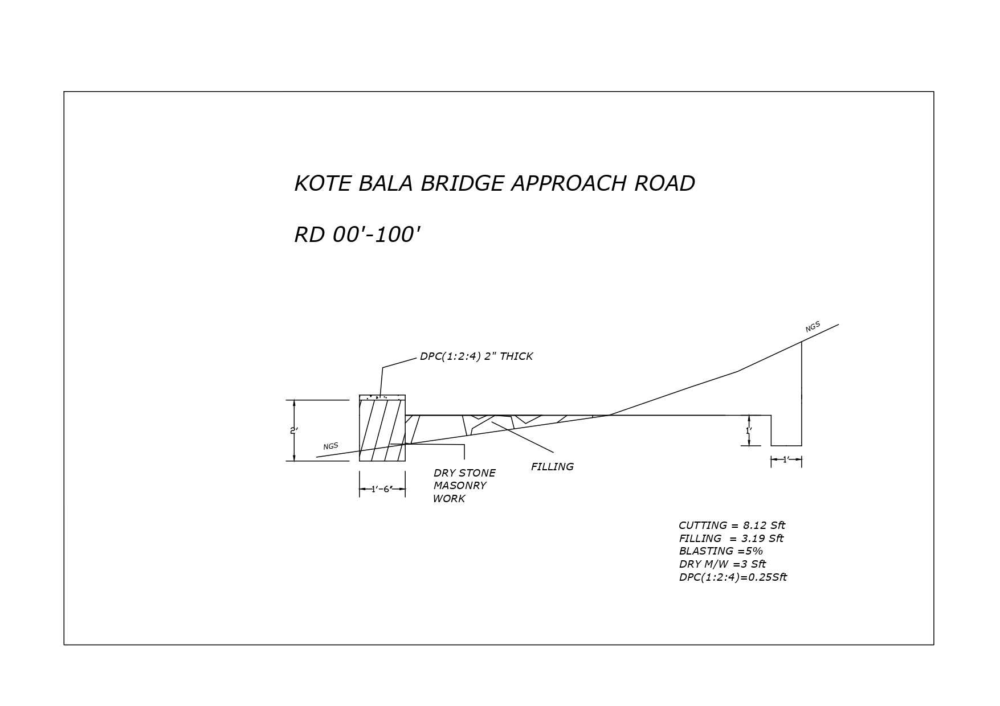 KOTE BALA BRIDGE APPROACH ROAD
RD 00'-100'
NGS
DPC(1:2:4) 2" THICK
2'
NGS
1'
1'
FILLING
DRY STONE
MASONRY
WORK
1'-6"
CUTTING = 8.12 Sft
FILLING = 3.19 Sft
BLASTING =5%
DRY M/W =3 Sft
DPC(1:2:4)=0.25Sft